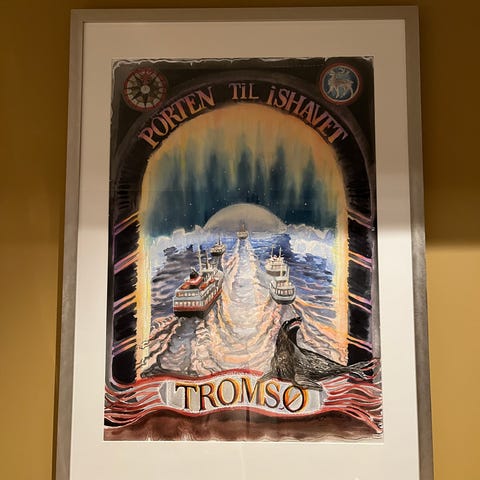 PORTEN TIL ISHAVET
TROMSØ